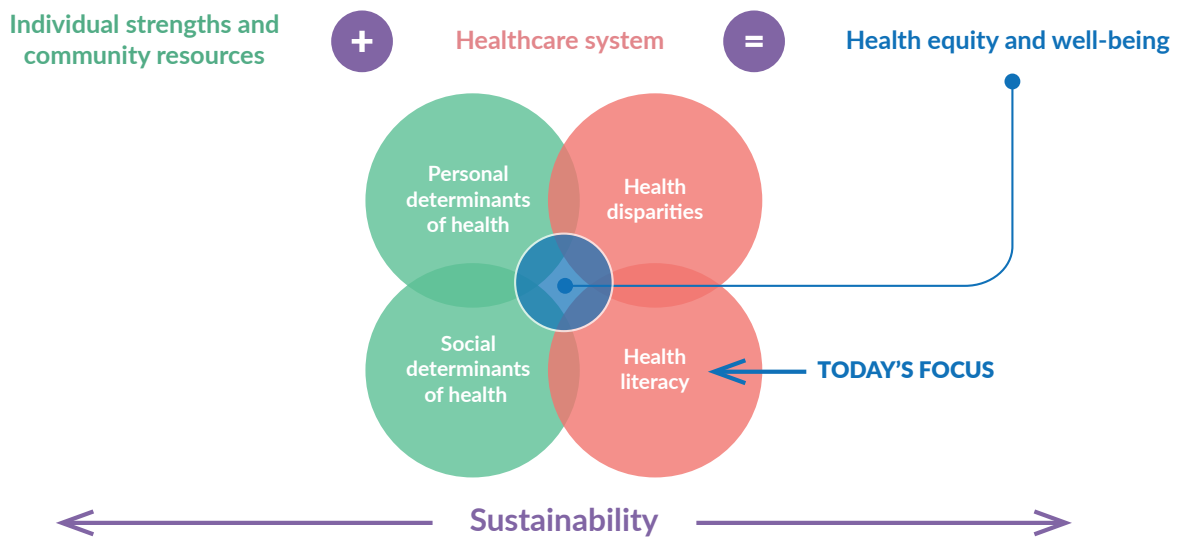 Individual strengths and
community resources
+
Healthcare system
=
Health equity and well-being
Personal
determinants
of health
Health
disparities
Social
determinants
of health
Health
literacy
TODAY’S FOCUS
Sustainability